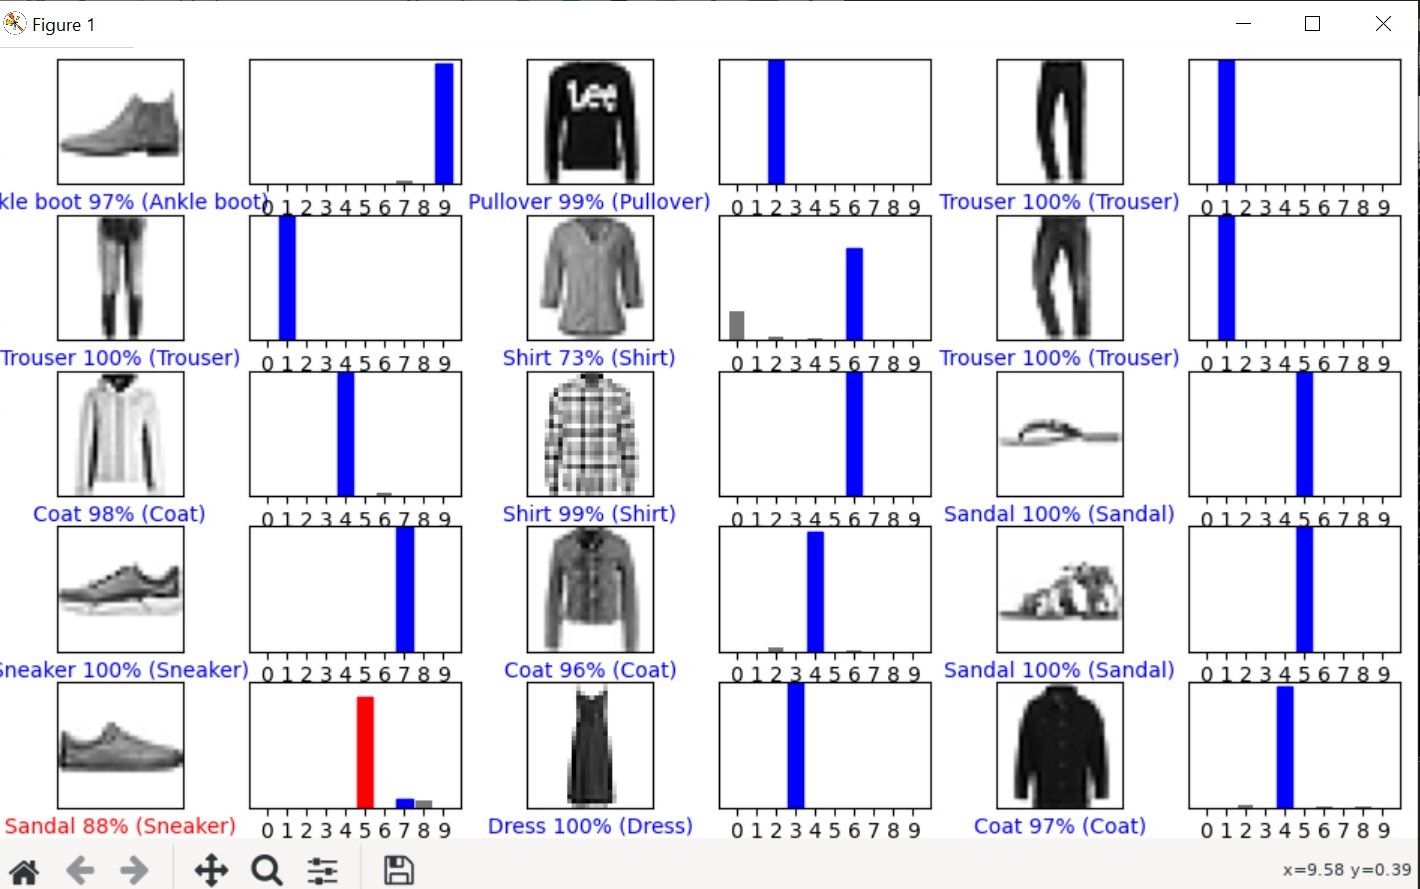 Figure 1
Lee
kle boot 97% (Ankle boot)
0 1 2 3 4 5 6 7 8 9
Pullover 99% (Pullover)
0 1 2 3 4 5 6 7 8 9
Trouser 100% (Trouser)
0 1 2 3 4 5 6 7 8 9
Trouser 100% (Trouser)
0 1 2 3 4 5 6 7 8 9
Shirt 73% (Shirt)
0 1 2 3 4 5 6 7 8 9
Trouser 100% (Trouser)
0 1 2 3 4 5 6 7 8 9
Coat 98% (Coat)
0 1 2 3 4 5 6 7 8 9
Shirt 99% (Shirt)
0 1 2 3 4 5 6 7 8 9
Sandal 100% (Sandal)
0 1 2 3 4 5 6 7 8 9
Sneaker 100% (Sneaker)
0 1 2 3 4 5 6 7 8 9
Coat 96% (Coat)
0 1 2 3 4 5 6 7 8 9
Sandal 100% (Sandal)
0 1 2 3 4 5 6 7 8 9
Sandal 88% (Sneaker)
0 1 2 3 4 5 6 7 8 9
Dress 100% (Dress)
0 1 2 3 4 5 6 7 8 9
Coat 97% (Coat)
0 1 2 3 4 5 6 7 8 9
x=9.58 y=0.39